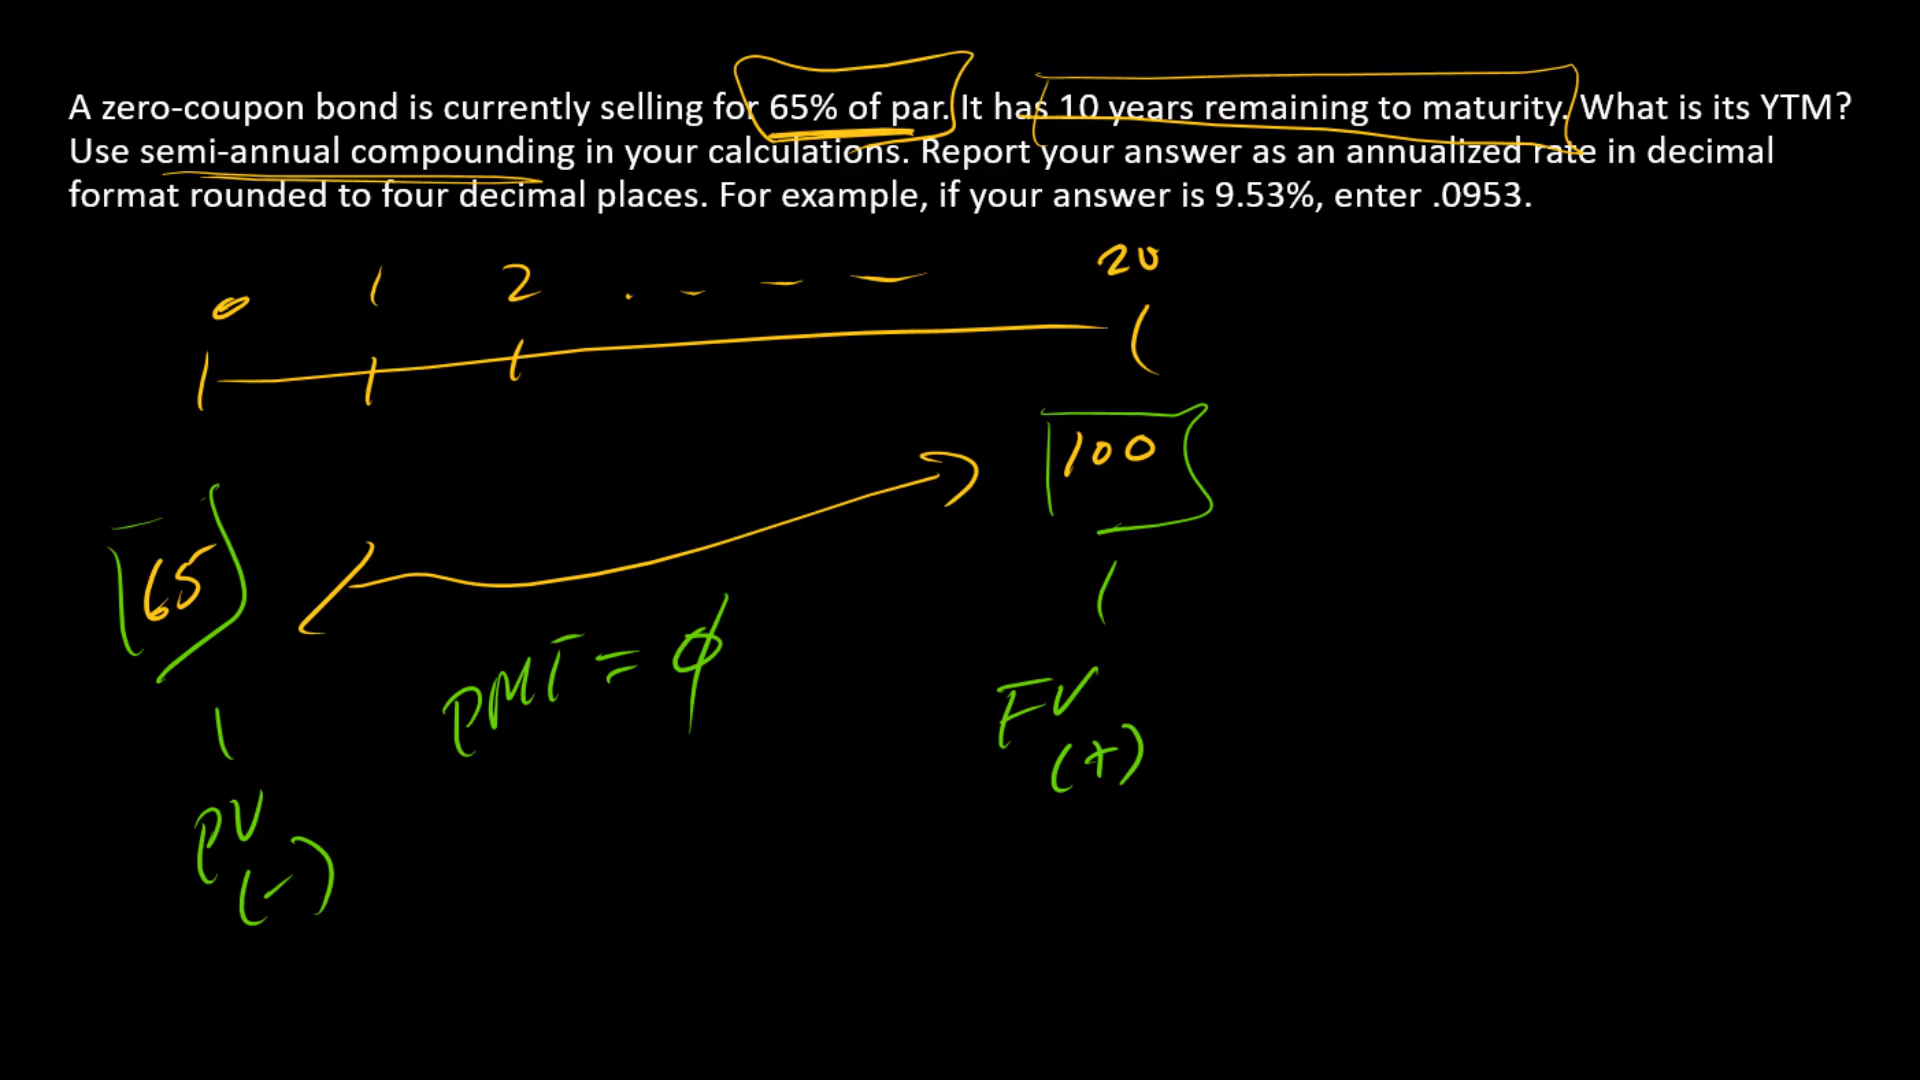 A zero-coupon bond is currently selling for 65% of par. It has 10 years remaining to maturity. What is its YTM?
Use semi-annual compounding in your calculations. Report your answer as an annualized rate in decimal
format rounded to four decimal places. For example, if your answer is 9.53%, enter .0953.
0 1 2 . - - - 20
100
65
PMT = φ
FV
(+)
PV
(-)